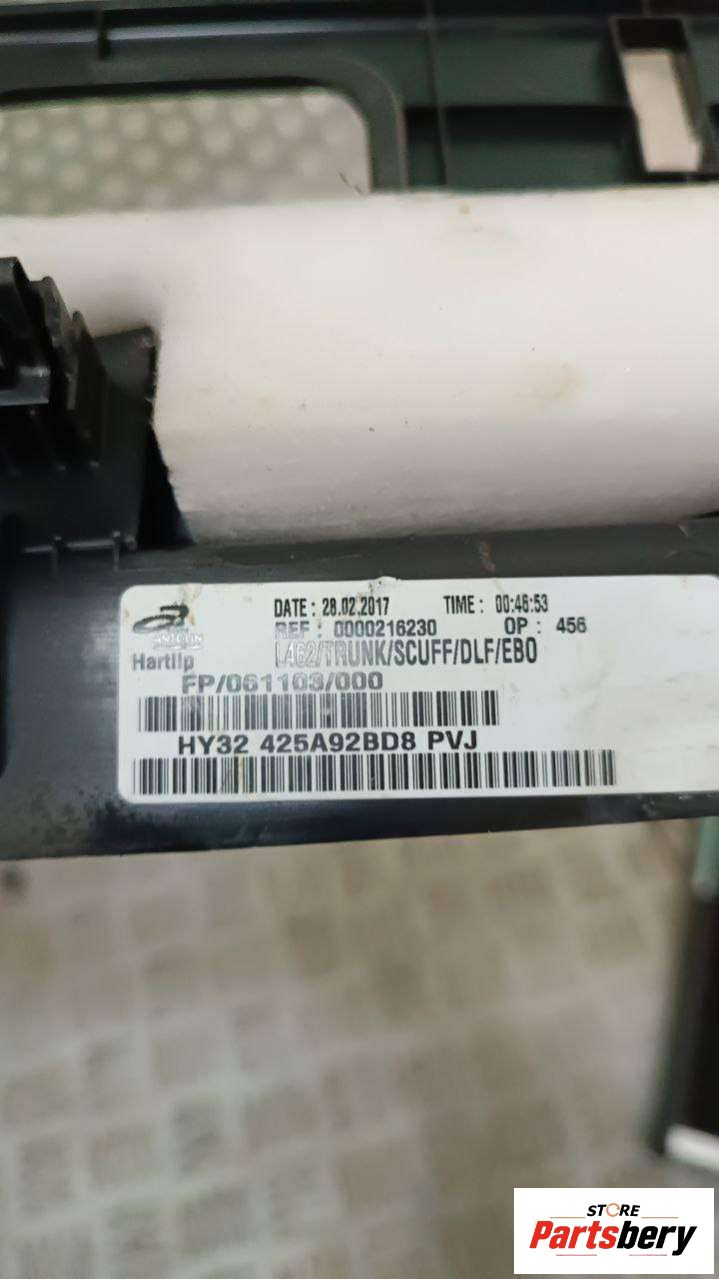 DATE : 28.02.2017 TIME : 00:46:53
REF : 0000216230 OP : 456
ANTOLIN
Hartlip
L462/TRUNK/SCUFF/DLF/EBO
FP/061103/000
HY32 425A92BD8 PVJ
STORE
Partsbery